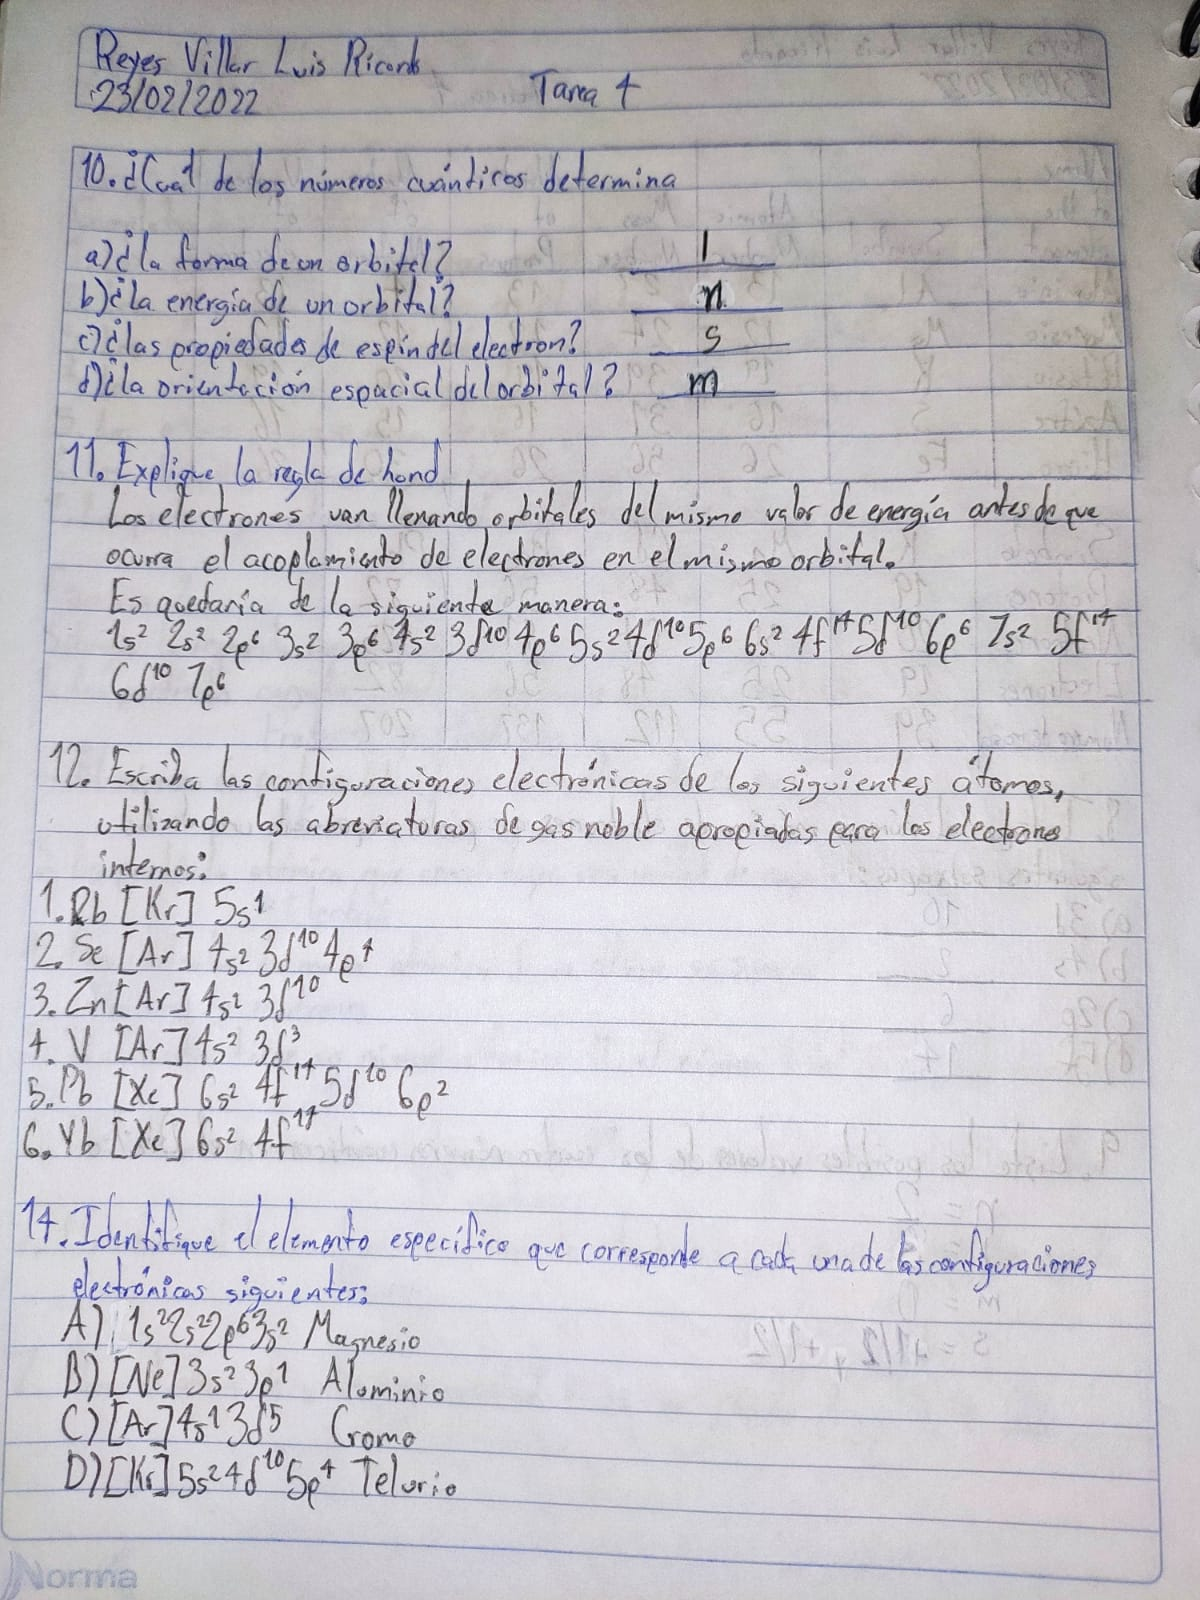 Reyes Villar Luis Ricardo
23/02/2022 Tarea 4
10. ¿Cual de los números cuánticos determina
a) ¿la forma de un orbital? l
b) ¿la energía de un orbital? n
c) ¿las propiedades de espín del electron? s
d) ¿la orientación espacial del orbital? m
11. Explique la regla de hond
Los electrones van llenando orbitales del mismo valor de energía antes de que
ocurra el acoplamiento de electrones en el mismo orbital.
Es quedaría de la siguiente manera:
1s² 2s² 2p⁶ 3s² 3p⁶ 4s² 3d¹⁰ 4p⁶ 5s² 4d¹⁰ 5p⁶ 6s² 4f¹⁴ 5d¹⁰ 6p⁶ 7s² 5f¹⁴
6d¹⁰ 7p⁶
12. Escriba las configuraciones electrónicas de los siguientes átomos,
utilizando las abreviaturas de gas noble apropiadas para los electrones
internos:
1. Rb [Kr] 5s¹
2. Se [Ar] 4s² 3d¹⁰ 4p⁴
3. Zn [Ar] 4s² 3d¹⁰
4. V [Ar] 4s² 3d³
5. Pb [Xe] 6s² 4f¹⁴ 5d¹⁰ 6p²
6. Yb [Xe] 6s² 4f¹⁴
14. Identifique el elemento específico que corresponde a cada una de las configuraciones
electrónicas siguientes:
A) 1s²2s²2p⁶3s² Magnesio
B) [Ne] 3s² 3p¹ Aluminio
C) [Ar] 4s¹ 3d⁵ Cromo
D) [Kr] 5s² 4d¹⁰ 5p⁴ Telurio
Norma